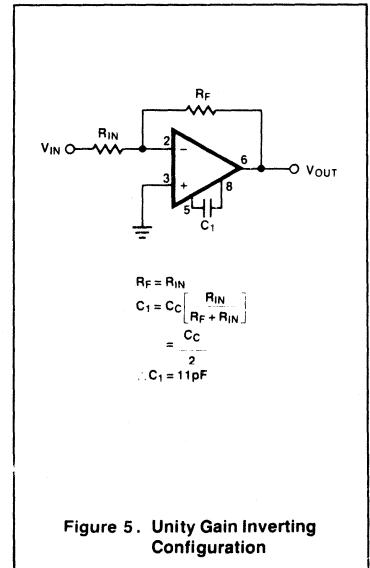 RF
RIN
VIN
2
−
6
VOUT
3
+
8
5
C1
RF = RIN
C1 = CC [ RIN / RF + RIN ]
= CC / 2
∴ C1 = 11pF
Figure 5. Unity Gain Inverting
Configuration